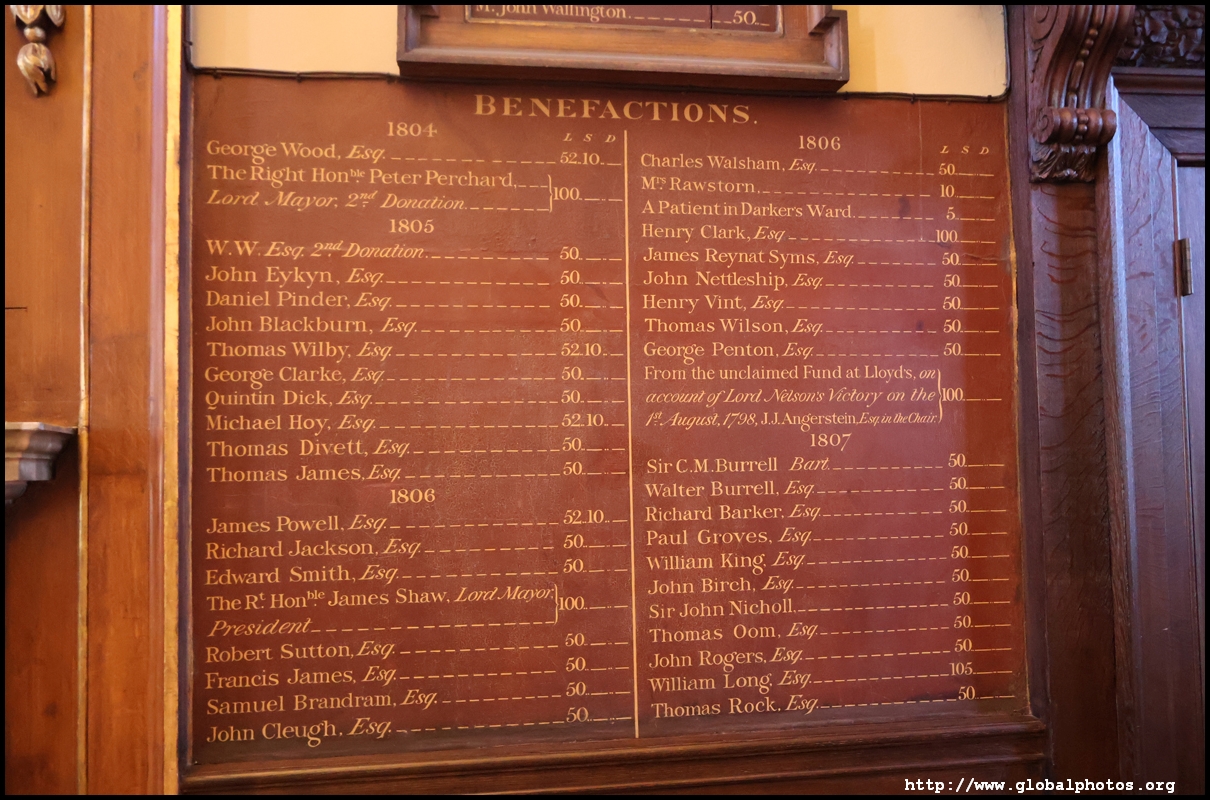 Mr. John Wallington. 50.
BENEFACTIONS.
1804
L S D
George Wood, Esq. 52.10.
The Right Honble. Peter Perchard,
Lord Mayor, 2nd. Donation. 100.
1805
W.W. Esq. 2nd. Donation 50.
John Eykyn, Esq. 50.
Daniel Pinder, Esq. 50.
John Blackburn, Esq. 50.
Thomas Wilby, Esq. 52.10.
George Clarke, Esq. 50.
Quintin Dick, Esq. 50.
Michael Hoy, Esq. 52.10.
Thomas Divett, Esq. 50.
Thomas James, Esq. 50.
1806
James Powell, Esq. 52.10.
Richard Jackson, Esq. 50.
Edward Smith, Esq. 50.
The Rt. Honble. James Shaw, Lord Mayor,
President 100.
Robert Sutton, Esq. 50.
Francis James, Esq. 50.
Samuel Brandram, Esq. 50.
John Cleugh, Esq. 50.
1806
L S D
Charles Walsham, Esq. 50.
Mrs. Rawstorn, 10.
A Patient in Darker's Ward. 5.
Henry Clark, Esq. 100.
James Reynat Syms, Esq. 50.
John Nettleship, Esq. 50.
Henry Vint, Esq. 50.
Thomas Wilson, Esq. 50.
George Penton, Esq. 50.
From the unclaimed Fund at Lloyd's, on
account of Lord Nelson's Victory on the 100.
1st. August, 1798, J.J. Angerstein, Esq. in the Chair.
1807
Sir C.M. Burrell Bart. 50.
Walter Burrell, Esq. 50.
Richard Barker, Esq. 50.
Paul Groves, Esq. 50.
William King, Esq. 50.
John Birch, Esq. 50.
Sir John Nicholl. 50.
Thomas Oom, Esq. 50.
John Rogers, Esq. 50.
William Long, Esq. 105.
Thomas Rock, Esq. 50.
http://www.globalphotos.org